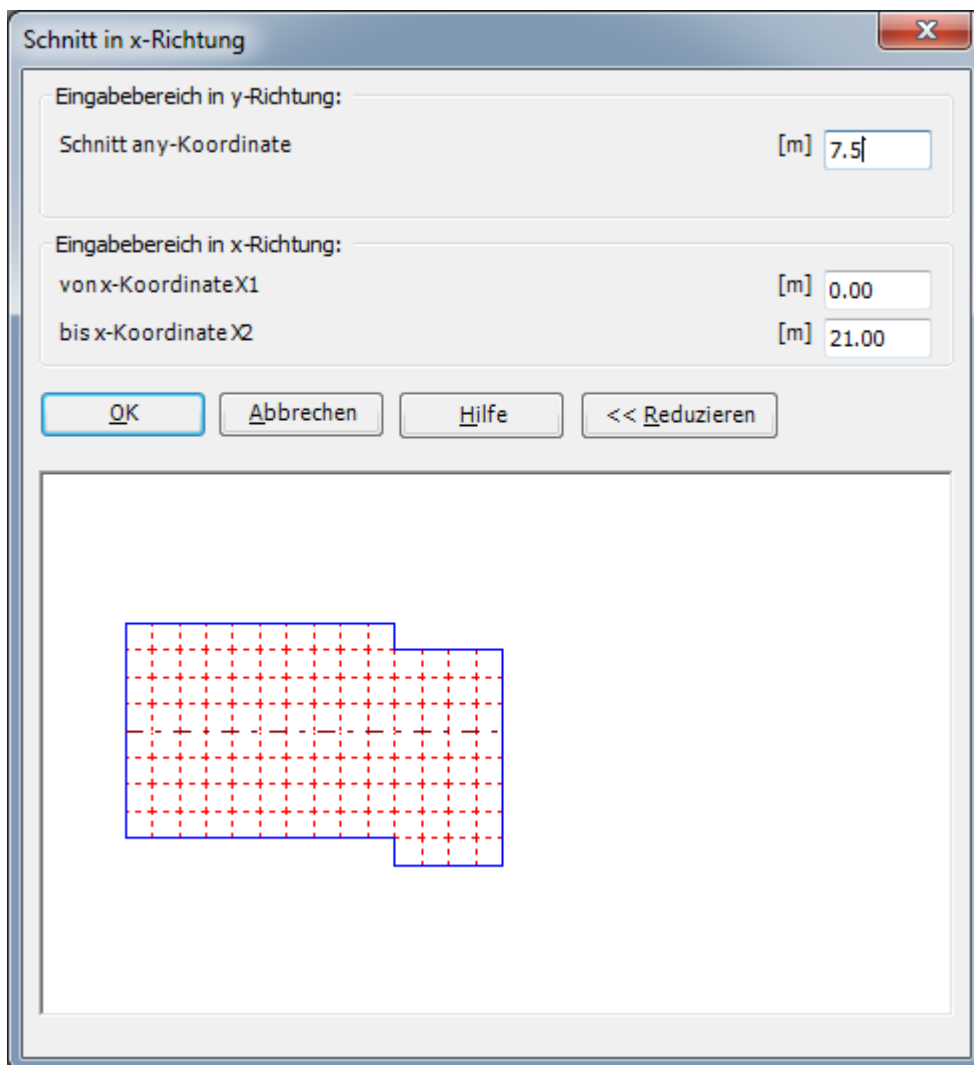 Schnitt in x-Richtung
Eingabebereich in y-Richtung:
Schnitt any-Koordinate [m] 7.5
Eingabebereich in x-Richtung:
von x-Koordinate X1 [m] 0.00
bis x-Koordinate X2 [m] 21.00
OK Abbrechen Hilfe << Reduzieren